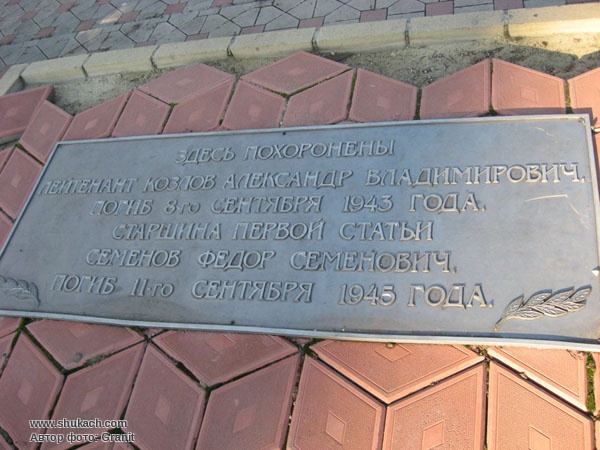 ЗДЕСЬ ПОХОРОНЕНЫ
ЛЕЙТЕНАНТ КОЗЛОВ АЛЕКСАНДР ВЛАДИМИРОВИЧ.
ПОГИБ 8-ГО СЕНТЯБРЯ 1943 ГОДА.
СТАРШИНА ПЕРВОЙ СТАТЬИ
СЕМЕНОВ ФЕДОР СЕМЕНОВИЧ.
ПОГИБ 11-ГО СЕНТЯБРЯ 1945 ГОДА.
www.shukach.com
Автор фото: Granit